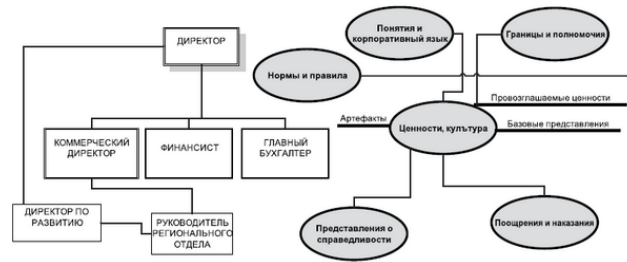 ДИРЕКТОР
КОММЕРЧЕСКИЙ
ДИРЕКТОР
ФИНАНСИСТ
ГЛАВНЫЙ
БУХГАЛТЕР
ДИРЕКТОР ПО
РАЗВИТИЮ
РУКОВОДИТЕЛЬ
РЕГИОНАЛЬНОГО
ОТДЕЛА
Понятия и
корпоративный язык
Границы и полномочия
Нормы и правила
Провозглашаемые ценности
Артефакты
Ценности, культура
Базовые представления
Представления о
справедливости
Поощрения и наказания